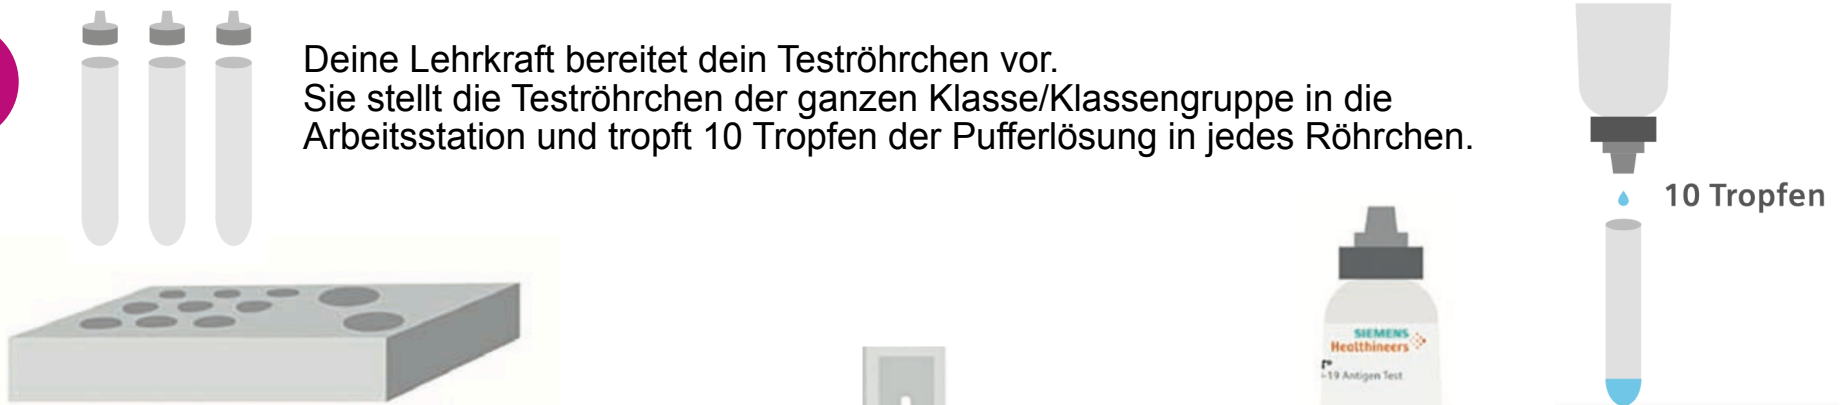 Deine Lehrkraft bereitet dein Teströhrchen vor.
Sie stellt die Teströhrchen der ganzen Klasse/Klassengruppe in die
Arbeitsstation und tropft 10 Tropfen der Pufferlösung in jedes Röhrchen.
10 Tropfen
SIEMENS
Healthineers
-19 Antigen Test